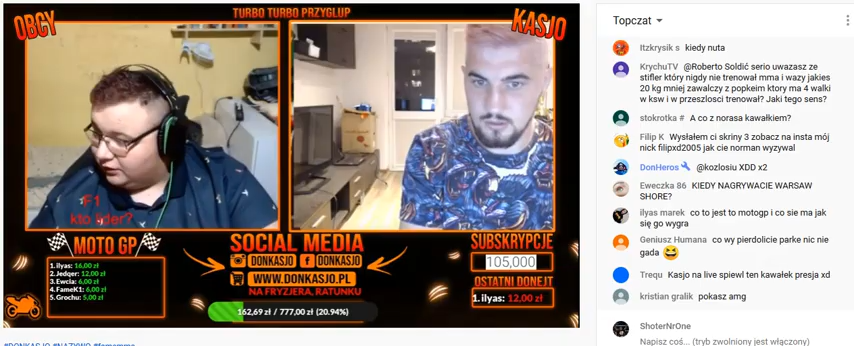 TURBO TURBO PRZYGLUP
OBCY
KASJO
F1
kto lider?
MOTO GP
1. ilyas: 16,00 zł
2. Jedqer: 12,00 zł
3. Ewcia: 6,00 zł
4. FameK1: 6,00 zł
5. Grochu: 5,00 zł
SOCIAL MEDIA
DONKASJO
DONKASJO
WWW.DONKASJO.PL
NA FRYZJERA, RATUNKU
162,69 zł / 777,00 zł (20.94%)
SUBSKRYPCJE
105,000
OSTATNI DONEJT
1. ilyas: 12,00 zł
Topczat
Itzkrysik s kiedy nuta
KrychuTV @Roberto Soldić serio uwazasz ze
stifler który nigdy nie trenował mma i wazy jakies
20 kg mniej zawalczy z popkeim ktory ma 4 walki
w ksw i w przeszlosci trenował? Jaki tego sens?
stokrotka # A co z norasa kawałkiem?
Filip K Wysłałem ci skriny 3 zobacz na insta mój
nick filipxd2005 jak cie norman wyzywal
DonHeros @kozlosiu XDD x2
Eweczka 86 KIEDY NAGRYWACIE WARSAW
SHORE?
ilyas marek co to jest to motogp i co sie ma jak
się go wygra
Geniusz Humana co wy pierdolicie parke nic nie
gada
Trequ Kasjo na live spiewl ten kawałek presja xd
kristian gralik pokasz amg
ShoterNrOne
Napisz coś... (tryb zwolniony jest włączony)
#DONKASJO #NAZYWO #famemma